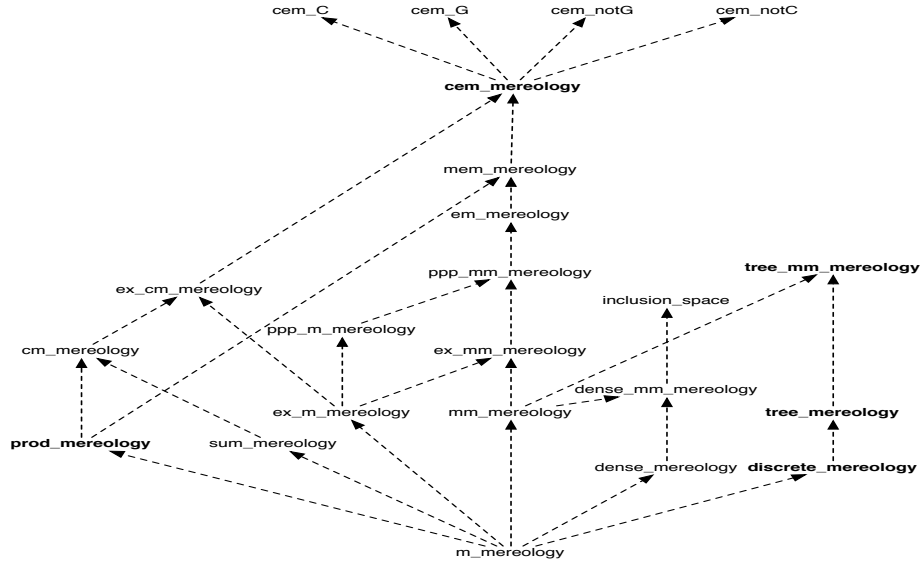 cem_C cem_G cem_notG cem_notC
cem_mereology
mem_mereology
em_mereology
ppp_mm_mereology tree_mm_mereology
ex_cm_mereology inclusion_space
ppp_m_mereology
cm_mereology ex_mm_mereology
dense_mm_mereology
ex_m_mereology mm_mereology tree_mereology
prod_mereology sum_mereology
dense_mereology discrete_mereology
m_mereology